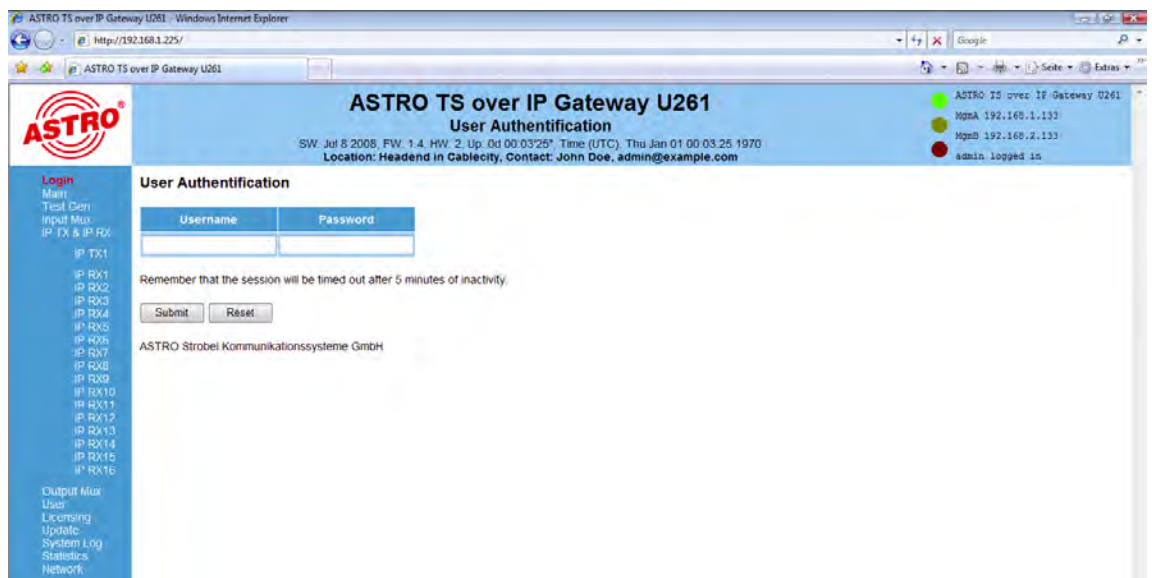 ASTRO TS over IP Gateway U261 - Windows Internet Explorer
http://192.168.1.225/
Google
ASTRO TS over IP Gateway U261
Seite
Extras
ASTRO®
ASTRO TS over IP Gateway U261
User Authentification
SW. Jul 8 2008, FW. 1.4, HW. 2, Up. 0d 00:03'25", Time (UTC). Thu Jan 01 00:03:25 1970
Location: Headend in Cablecity, Contact: John Doe, admin@example.com
ASTRO TS over IP Gateway U261
MgmA 192.168.1.133
MgmB 192.168.2.133
admin logged in
Login
Main
Test Gen
Input Mux
IP TX & IP RX
IP TX1
IP RX1
IP RX2
IP RX3
IP RX4
IP RX5
IP RX6
IP RX7
IP RX8
IP RX9
IP RX10
IP RX11
IP RX12
IP RX13
IP RX14
IP RX15
IP RX16
Output Mux
User
Licensing
Update
System Log
Statistics
Network
User Authentification
Username Password
Remember that the session will be timed out after 5 minutes of inactivity.
Submit Reset
ASTRO Strobel Kommunikationssysteme GmbH